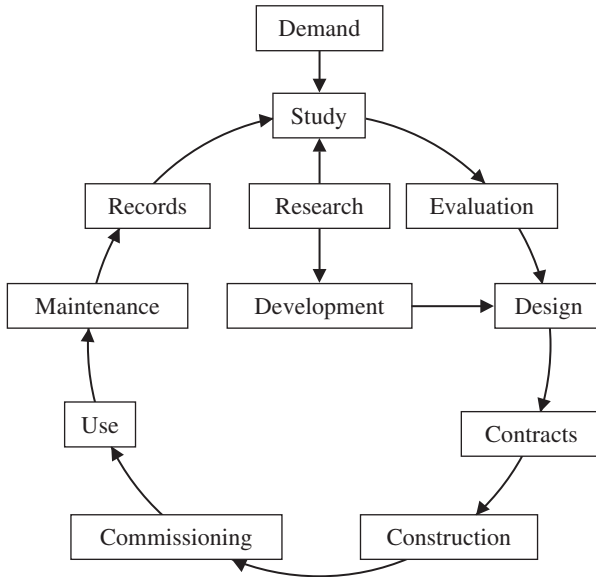 Demand
Study
Records
Research
Evaluation
Maintenance
Development
Design
Use
Contracts
Commissioning
Construction